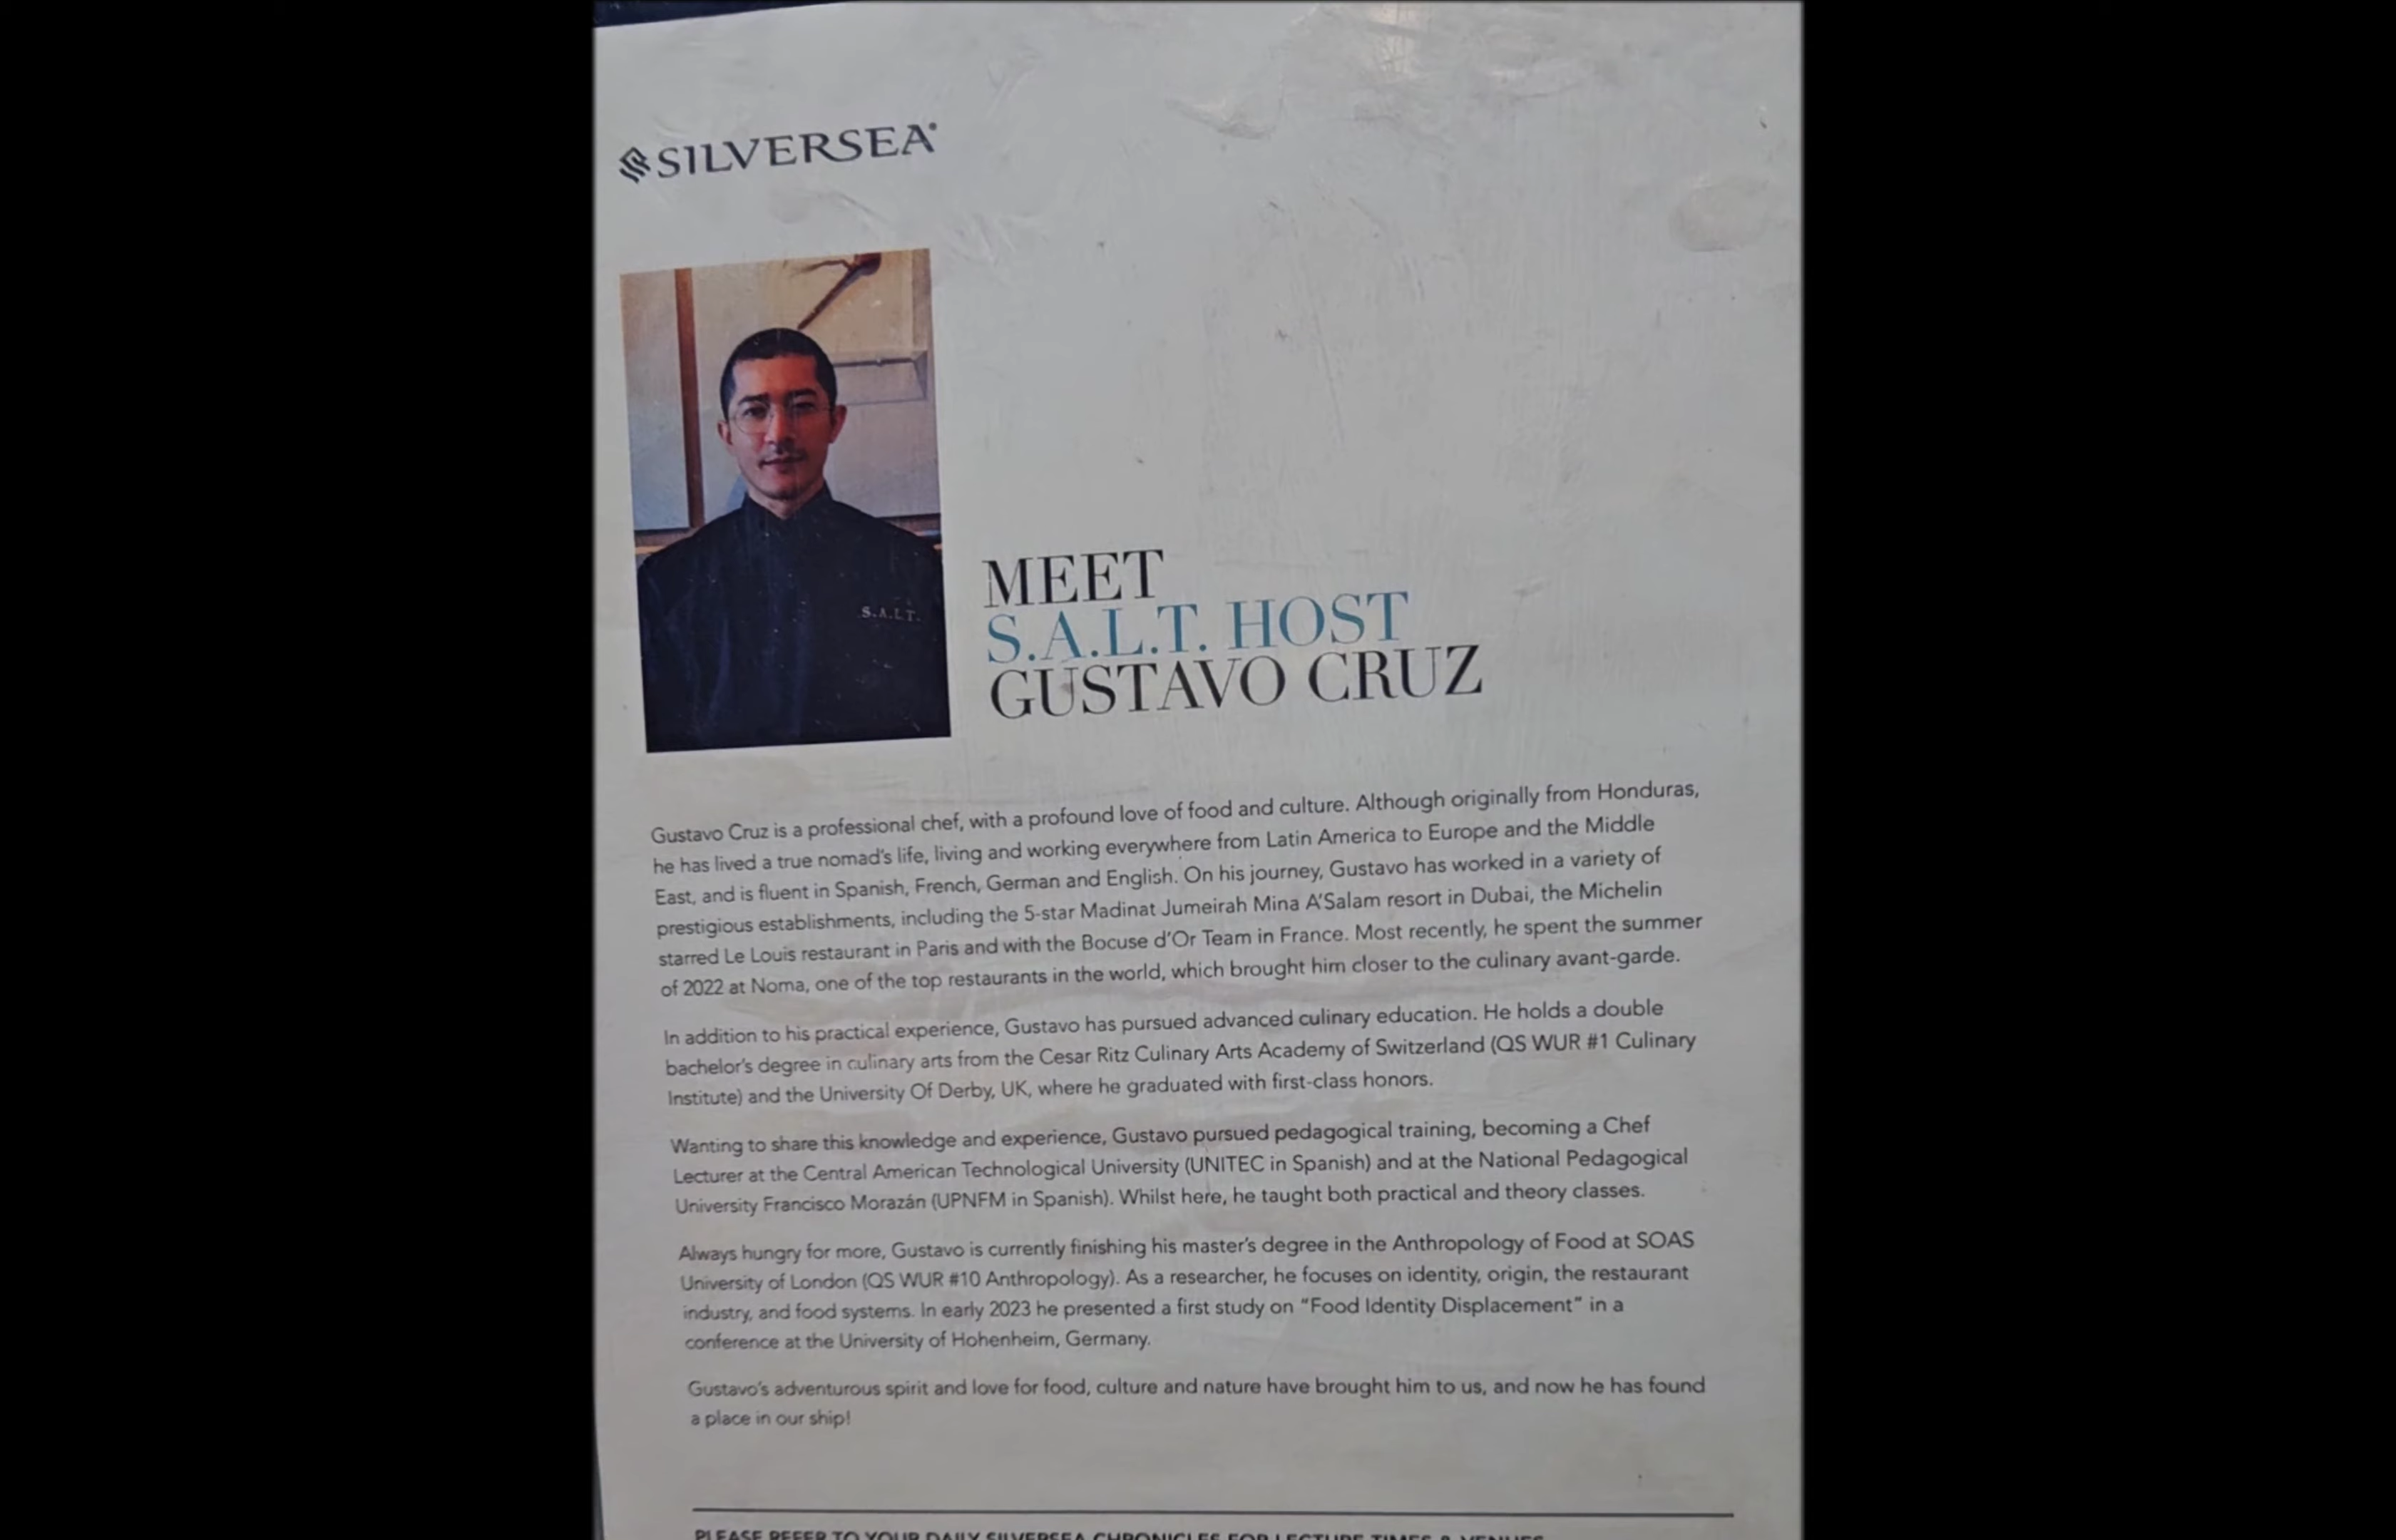 SILVERSEA®
S.A.L.T.
MEET
S.A.L.T. HOST
GUSTAVO CRUZ
Gustavo Cruz is a professional chef, with a profound love of food and culture. Although originally from Honduras,
he has lived a true nomad's life, living and working everywhere from Latin America to Europe and the Middle
East, and is fluent in Spanish, French, German and English. On his journey, Gustavo has worked in a variety of
prestigious establishments, including the 5-star Madinat Jumeirah Mina A'Salam resort in Dubai, the Michelin
starred Le Louis restaurant in Paris and with the Bocuse d'Or Team in France. Most recently, he spent the summer
of 2022 at Noma, one of the top restaurants in the world, which brought him closer to the culinary avant-garde.
In addition to his practical experience, Gustavo has pursued advanced culinary education. He holds a double
bachelor's degree in culinary arts from the Cesar Ritz Culinary Arts Academy of Switzerland (QS WUR #1 Culinary
Institute) and the University Of Derby, UK, where he graduated with first-class honors.
Wanting to share this knowledge and experience, Gustavo pursued pedagogical training, becoming a Chef
Lecturer at the Central American Technological University (UNITEC in Spanish) and at the National Pedagogical
University Francisco Morazán (UPNFM in Spanish). Whilst here, he taught both practical and theory classes.
Always hungry for more, Gustavo is currently finishing his master's degree in the Anthropology of Food at SOAS
University of London (QS WUR #10 Anthropology). As a researcher, he focuses on identity, origin, the restaurant
industry, and food systems. In early 2023 he presented a first study on "Food Identity Displacement" in a
conference at the University of Hohenheim, Germany.
Gustavo's adventurous spirit and love for food, culture and nature have brought him to us, and now he has found
a place in our ship!
PLEASE REFER TO YOUR DAILY SILVERSEA CHRONICLES FOR LECTURE TIMES & VENUES